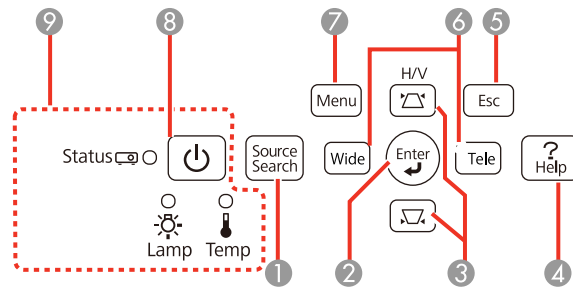 9
8
7
6
5
H/V
Menu
Esc
Status
Source
Search
Wide
Enter
Tele
?
Help
Lamp
Temp
1
2
3
4